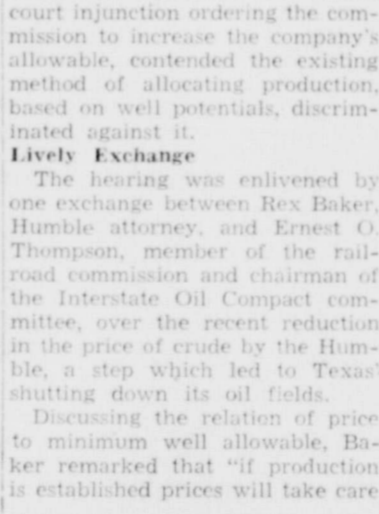 court injunction ordering the com-
mission to increase the company's
allowable, contended the existing
method of allocating production,
based on well potentials, discrim-
inated against it.
Lively Exchange
The hearing was enlivened by
one exchange between Rex Baker,
Humble attorney, and Ernest O.
Thompson, member of the rail-
road commission and chairman of
the Interstate Oil Compact com-
mittee, over the recent reduction
in the price of crude by the Hum-
ble, a step which led to Texas'
shutting down its oil fields.
Discussing the relation of price
to minimum well allowable, Ba-
ker remarked that "if production
is established prices will take care